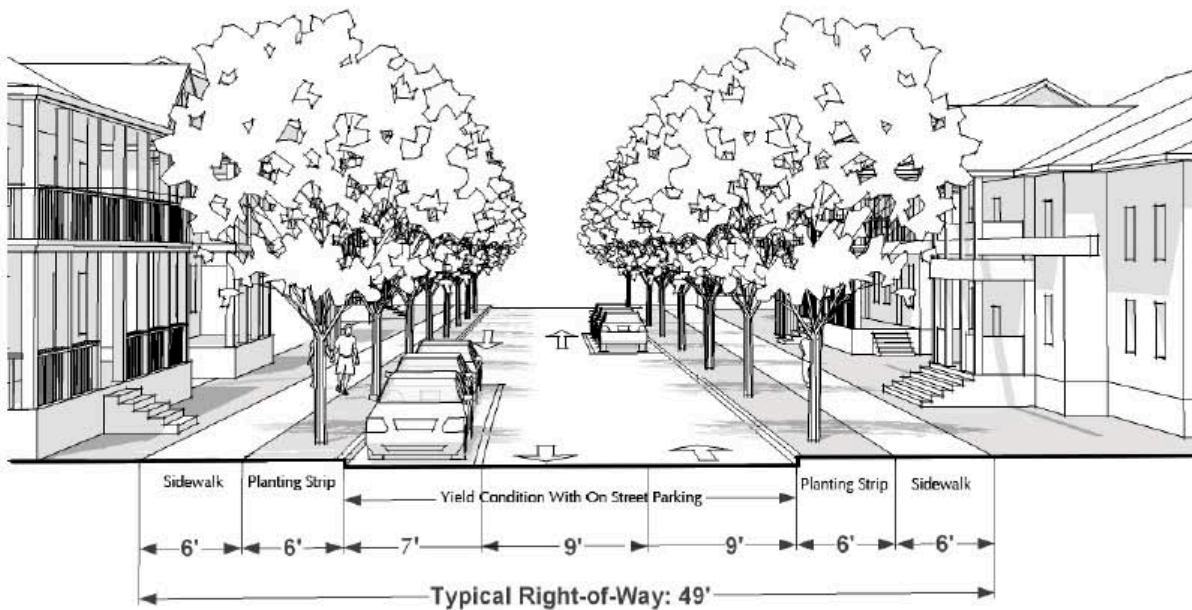 Sidewalk Planting Strip Yield Condition With On Street Parking Planting Strip Sidewalk
6' 6' 7' 9' 9' 6' 6'
Typical Right-of-Way: 49'